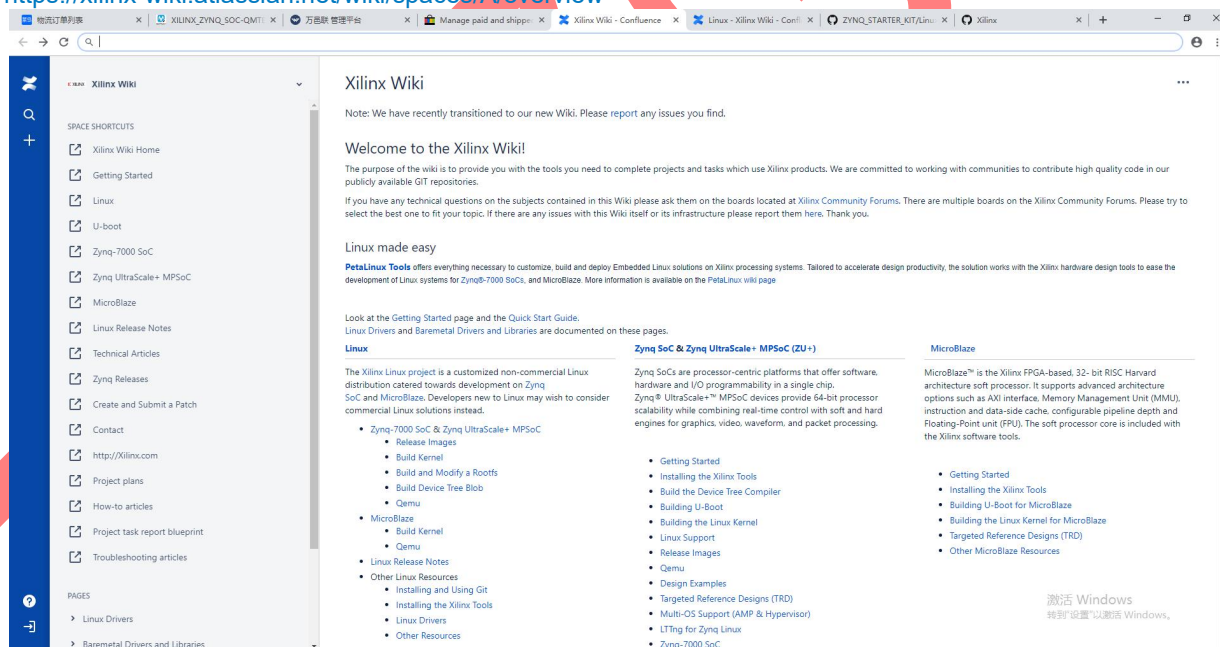 https://xilinx-wiki.atlassian.net/wiki/spaces/A/overview
物流订单列表
XILINX_ZYNQ_SOC-QMTE
万邑联 管理平台
Manage paid and shippe
Xilinx Wiki - Confluence
Linux - Xilinx Wiki - Confl
ZYNQ_STARTER_KIT/Linu
Xilinx
Xilinx Wiki
SPACE SHORTCUTS
Xilinx Wiki Home
Getting Started
Linux
U-boot
Zynq-7000 SoC
Zynq UltraScale+ MPSoC
MicroBlaze
Linux Release Notes
Technical Articles
Zynq Releases
Create and Submit a Patch
Contact
http://Xilinx.com
Project plans
How-to articles
Project task report blueprint
Troubleshooting articles
PAGES
Linux Drivers
Baremetal Drivers and Libraries
Xilinx Wiki
Note: We have recently transitioned to our new Wiki. Please report any issues you find.
Welcome to the Xilinx Wiki!
The purpose of the wiki is to provide you with the tools you need to complete projects and tasks which use Xilinx products. We are committed to working with communities to contribute high quality code in our
publicly available GIT repositories.
If you have any technical questions on the subjects contained in this Wiki please ask them on the boards located at Xilinx Community Forums. There are multiple boards on the Xilinx Community Forums. Please try to
select the best one to fit your topic. If there are any issues with this Wiki itself or its infrastructure please report them here. Thank you.
Linux made easy
PetaLinux Tools offers everything necessary to customize, build and deploy Embedded Linux solutions on Xilinx processing systems. Tailored to accelerate design productivity, the solution works with the Xilinx hardware design tools to ease the
development of Linux systems for Zynq®-7000 SoCs, and MicroBlaze. More information is available on the PetaLinux wiki page
Look at the Getting Started page and the Quick Start Guide.
Linux Drivers and Baremetal Drivers and Libraries are documented on these pages.
Linux
The Xilinx Linux project is a customized non-commercial Linux
distribution catered towards development on Zynq
SoC and MicroBlaze. Developers new to Linux may wish to consider
commercial Linux solutions instead.
Zynq-7000 SoC & Zynq UltraScale+ MPSoC
Release Images
Build Kernel
Build and Modify a Rootfs
Build Device Tree Blob
Qemu
MicroBlaze
Build Kernel
Qemu
Linux Release Notes
Other Linux Resources
Installing and Using Git
Installing the Xilinx Tools
Linux Drivers
Other Resources
Zynq SoC & Zynq UltraScale+ MPSoC (ZU+)
Zynq SoCs are processor-centric platforms that offer software,
hardware and I/O programmability in a single chip.
Zynq® UltraScale+™ MPSoC devices provide 64-bit processor
scalability while combining real-time control with soft and hard
engines for graphics, video, waveform, and packet processing.
Getting Started
Installing the Xilinx Tools
Build the Device Tree Compiler
Building U-Boot
Building the Linux Kernel
Linux Support
Release Images
Qemu
Design Examples
Targeted Reference Designs (TRD)
Multi-OS Support (AMP & Hypervisor)
LTTng for Zynq Linux
Zynq-7000 SoC
MicroBlaze
MicroBlaze™ is the Xilinx FPGA-based, 32- bit RISC Harvard
architecture soft processor. It supports advanced architecture
options such as AXI interface, Memory Management Unit (MMU),
instruction and data-side cache, configurable pipeline depth and
Floating-Point unit (FPU). The soft processor core is included with
the Xilinx software tools.
Getting Started
Installing the Xilinx Tools
Building U-Boot for MicroBlaze
Building the Linux Kernel for MicroBlaze
Targeted Reference Designs (TRD)
Other MicroBlaze Resources
激活 Windows
转到"设置"以激活 Windows。